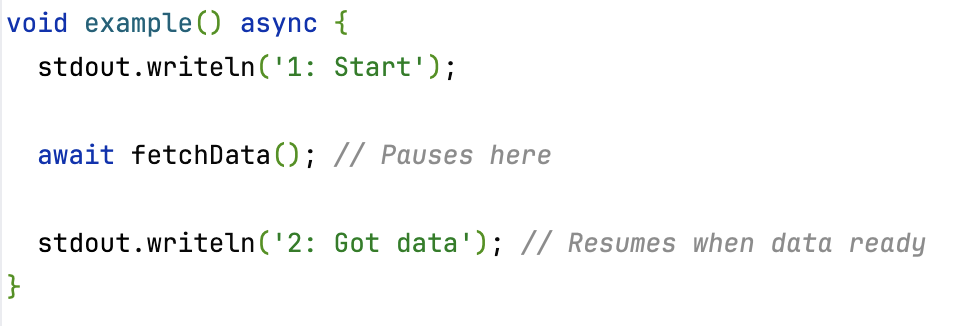 void example() async {
  stdout.writeln('1: Start');
  await fetchData(); // Pauses here
  stdout.writeln('2: Got data'); // Resumes when data ready
}